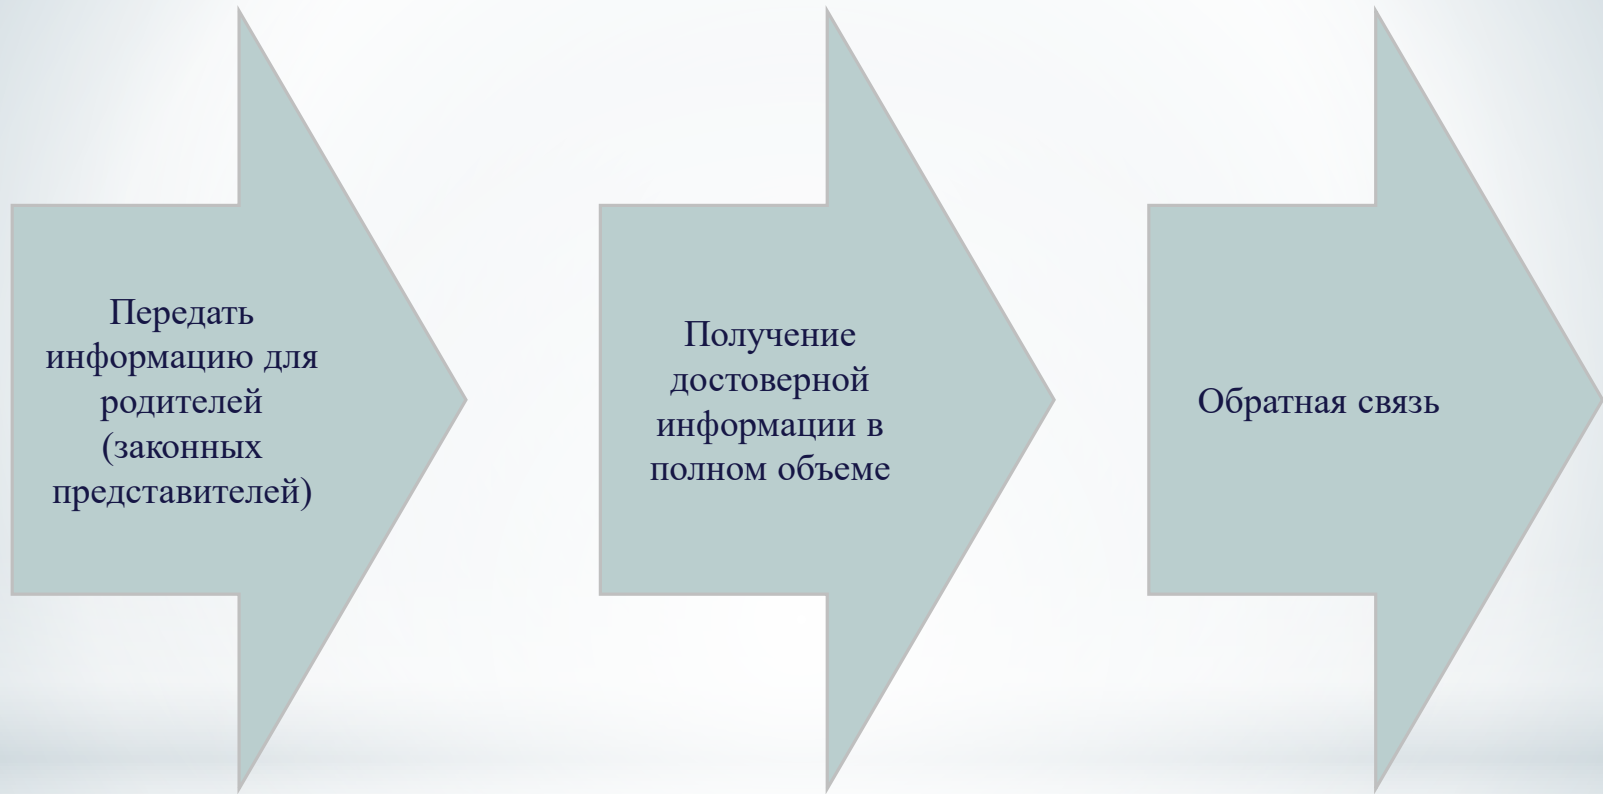 Передать
информацию для
родителей
(законных
представителей)
Получение
достоверной
информации в
полном объеме
Обратная связь